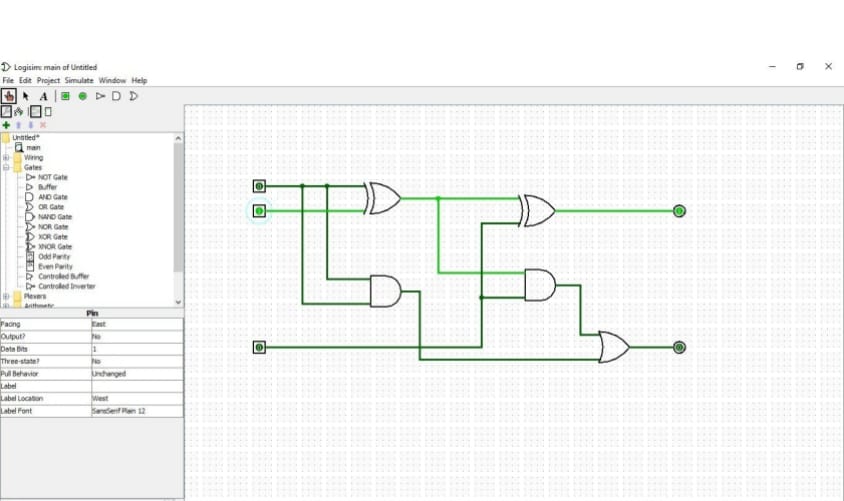 Logisim: main of Untitled
File Edit Project Simulate Window Help
A
Untitled*
main
Wiring
Gates
NOT Gate
Buffer
AND Gate
OR Gate
NAND Gate
NOR Gate
XOR Gate
XNOR Gate
Odd Parity
Even Parity
Controlled Buffer
Controlled Inverter
Plexers
Arithmetic
Pin
Facing East
Output? No
Data Bits 1
Three-state? No
Pull Behavior Unchanged
Label
Label Location West
Label Font SansSerif Plain 12